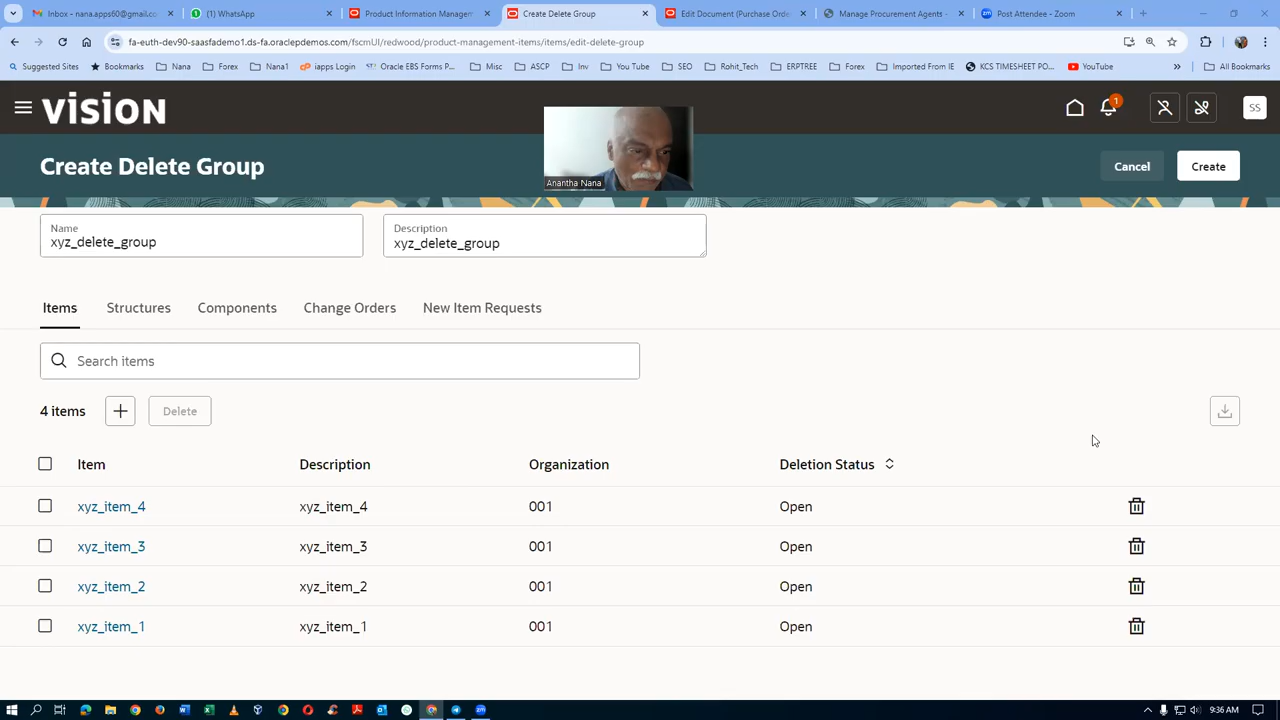 Inbox - nana.apps60@gmail.co
(1) WhatsApp
Product Information Managem
Create Delete Group
Edit Document (Purchase Orde
Manage Procurement Agents -
Post Attendee - Zoom
fa-euth-dev90-saasfademo1.ds-fa.oraclepdemos.com/fscmUI/redwood/product-management-items/items/edit-delete-group
Suggested Sites
Bookmarks
Nana
Forex
Nana1
iapps Login
Oracle EBS Forms P...
Misc
ASCP
Inv
You Tube
SEO
Rohit_Tech
ERPTREE
Forex
Imported From IE
KCS TIMESHEET PO...
YouTube
All Bookmarks
VISION
1
SS
Create Delete Group
Anantha Nana
Cancel
Create
Name
xyz_delete_group
Description
xyz_delete_group
Items
Structures
Components
Change Orders
New Item Requests
Search items
4 items
Delete
Item Description Organization Deletion Status
xyz_item_4 xyz_item_4 001 Open
xyz_item_3 xyz_item_3 001 Open
xyz_item_2 xyz_item_2 001 Open
xyz_item_1 xyz_item_1 001 Open
9:36 AM